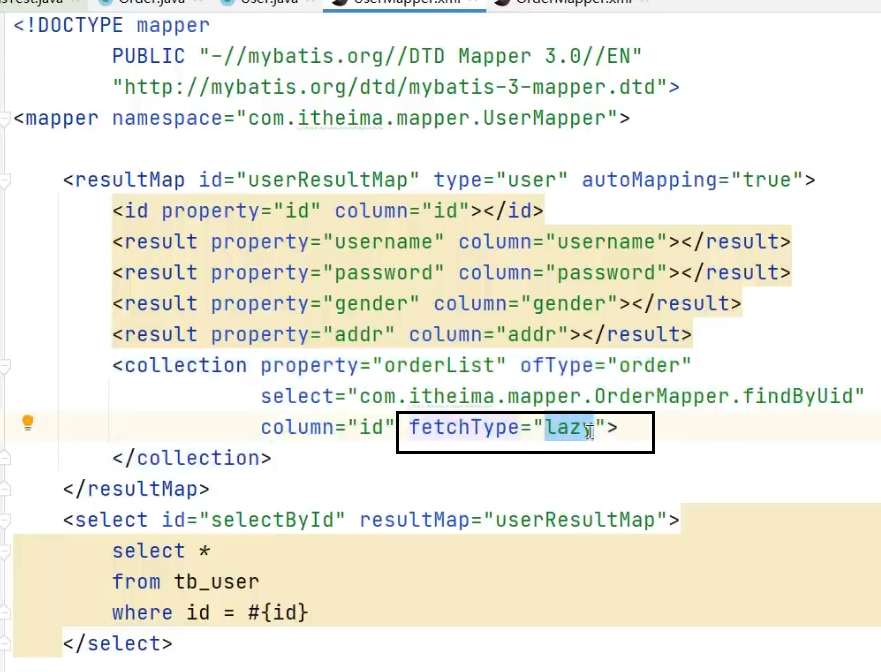 Order.java
User.java
UserMapper.xml
OrderMapper.xml
<!DOCTYPE mapper
PUBLIC "-//mybatis.org//DTD Mapper 3.0//EN"
"http://mybatis.org/dtd/mybatis-3-mapper.dtd">
<mapper namespace="com.itheima.mapper.UserMapper">
<resultMap id="userResultMap" type="user" autoMapping="true">
<id property="id" column="id"></id>
<result property="username" column="username"></result>
<result property="password" column="password"></result>
<result property="gender" column="gender"></result>
<result property="addr" column="addr"></result>
<collection property="orderList" ofType="order"
select="com.itheima.mapper.OrderMapper.findByUid"
column="id" fetchType="lazy">
</collection>
</resultMap>
<select id="selectById" resultMap="userResultMap">
select *
from tb_user
where id = #{id}
</select>